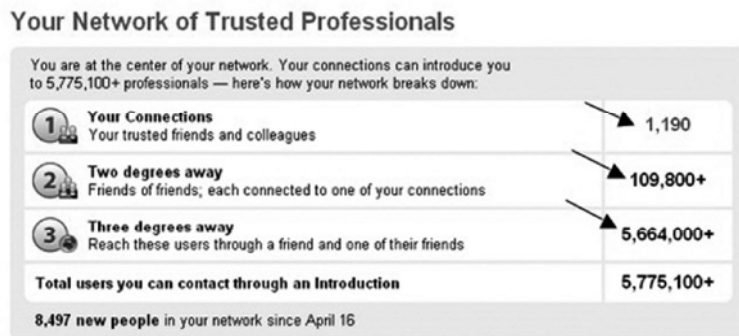 Your Network of Trusted Professionals
You are at the center of your network. Your connections can introduce you
to 5,775,100+ professionals — here's how your network breaks down:
1 Your Connections 1,190
Your trusted friends and colleagues
2 Two degrees away 109,800+
Friends of friends; each connected to one of your connections
3 Three degrees away 5,664,000+
Reach these users through a friend and one of their friends
Total users you can contact through an Introduction 5,775,100+
8,497 new people in your network since April 16